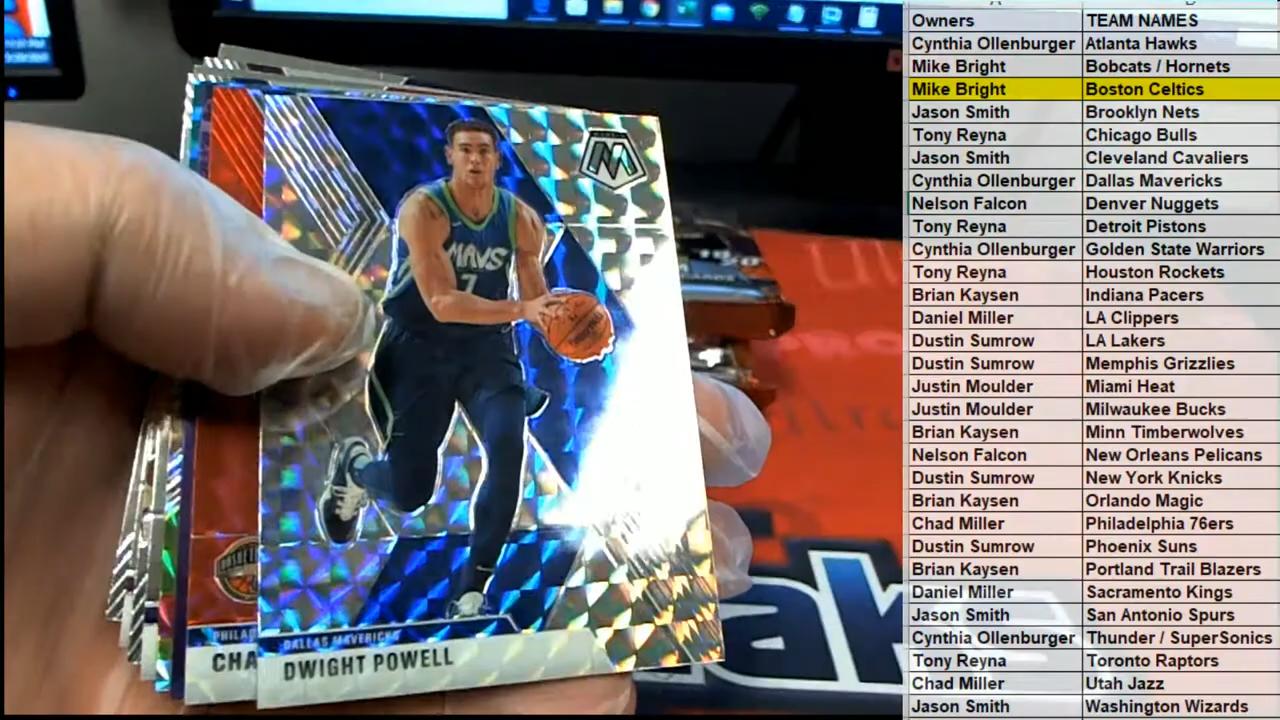 MAVS
7
DALLAS MAVERICKS
DWIGHT POWELL
PHILAD
CHA
Owners TEAM NAMES
Cynthia Ollenburger Atlanta Hawks
Mike Bright Bobcats / Hornets
Mike Bright Boston Celtics
Jason Smith Brooklyn Nets
Tony Reyna Chicago Bulls
Jason Smith Cleveland Cavaliers
Cynthia Ollenburger Dallas Mavericks
Nelson Falcon Denver Nuggets
Tony Reyna Detroit Pistons
Cynthia Ollenburger Golden State Warriors
Tony Reyna Houston Rockets
Brian Kaysen Indiana Pacers
Daniel Miller LA Clippers
Dustin Sumrow LA Lakers
Dustin Sumrow Memphis Grizzlies
Justin Moulder Miami Heat
Justin Moulder Milwaukee Bucks
Brian Kaysen Minn Timberwolves
Nelson Falcon New Orleans Pelicans
Dustin Sumrow New York Knicks
Brian Kaysen Orlando Magic
Chad Miller Philadelphia 76ers
Dustin Sumrow Phoenix Suns
Brian Kaysen Portland Trail Blazers
Daniel Miller Sacramento Kings
Jason Smith San Antonio Spurs
Cynthia Ollenburger Thunder / SuperSonics
Tony Reyna Toronto Raptors
Chad Miller Utah Jazz
Jason Smith Washington Wizards